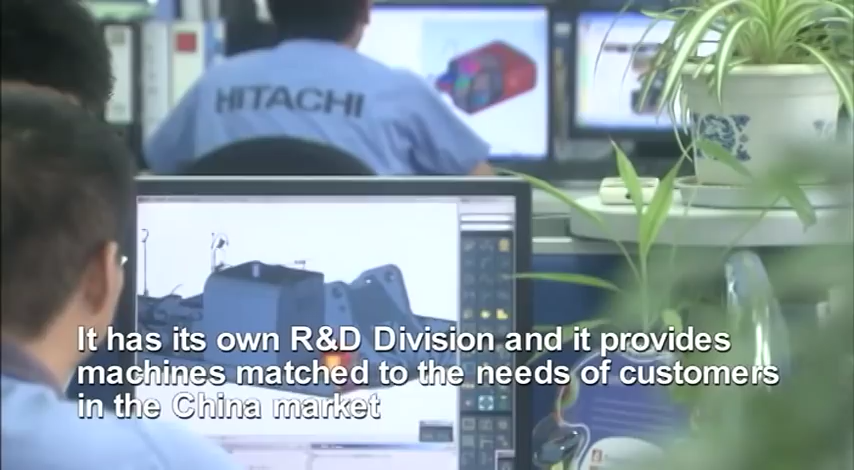 HITACHI
It has its own R&D Division and it provides
machines matched to the needs of customers
in the China market